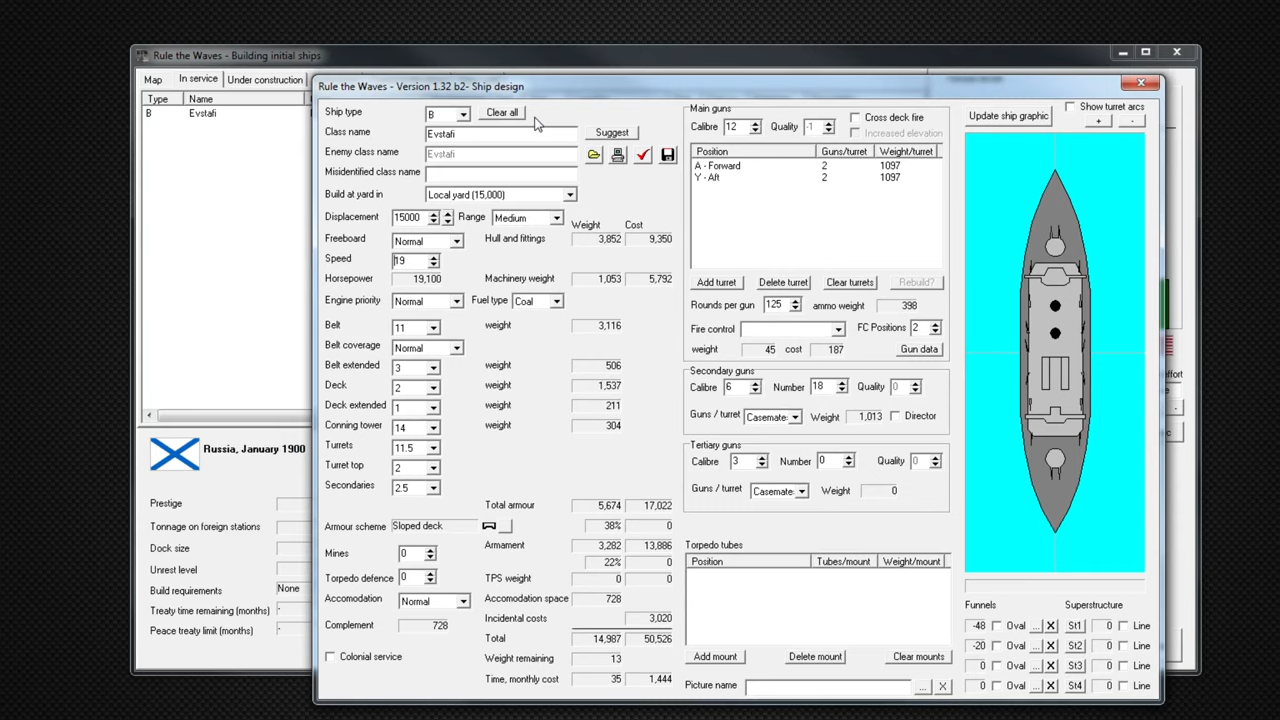 Rule the Waves - Building initial ships
Map In service Under construction
Type Name
B Evstafi
Russia, January 1900
Prestige
Tonnage on foreign stations
Dock size
Unrest level
Build requirements None
Treaty time remaining (months) -
Peace treaty limit (months) -
effort
Rule the Waves - Version 1.32 b2- Ship design
Ship type B Clear all
Class name Evstafi Suggest
Enemy class name Evstafi
Misidentified class name
Build at yard in Local yard (15,000)
Displacement 15000 Range Medium Weight Cost
Freeboard Normal Hull and fittings 3,852 9,350
Speed 19
Horsepower 19,100 Machinery weight 1,053 5,792
Engine priority Normal Fuel type Coal
Belt 11 weight 3,116
Belt coverage Normal
Belt extended 3 weight 506
Deck 2 weight 1,537
Deck extended 1 weight 211
Conning tower 14 weight 304
Turrets 11.5
Turret top 2
Secondaries 2.5
Total armour 5,674 17,022
Armour scheme Sloped deck ... 38% 0
Armament 3,282 13,886
Mines 0 22% 0
Torpedo defence 0 TPS weight 0 0
Accomodation Normal Accomodation space 728
Complement 728 Incidental costs 3,020
Total 14,987 50,526
Colonial service Weight remaining 13
Time, monthly cost 35 1,444
Main guns
Calibre 12 Quality -1 Cross deck fire
Increased elevation
Position Guns/turret Weight/turret
A - Forward 2 1097
Y - Aft 2 1097
Add turret Delete turret Clear turrets Rebuild?
Rounds per gun 125 ammo weight 398
Fire control FC Positions 2
weight 45 cost 187 Gun data
Secondary guns
Calibre 6 Number 18 Quality 0
Guns / turret Casemate: Weight 1,013 Director
Tertiary guns
Calibre 3 Number 0 Quality 0
Guns / turret Casemate: Weight 0
Torpedo tubes
Position Tubes/mount Weight/mount
Add mount Delete mount Clear mounts
Picture name ... X
Update ship graphic Show turret arcs
+ -
Funnels Superstructure
-48 Oval ... X St1 0 Line
-20 Oval ... X St2 0 Line
0 Oval ... X St3 0 Line
0 Oval ... X St4 0 Line